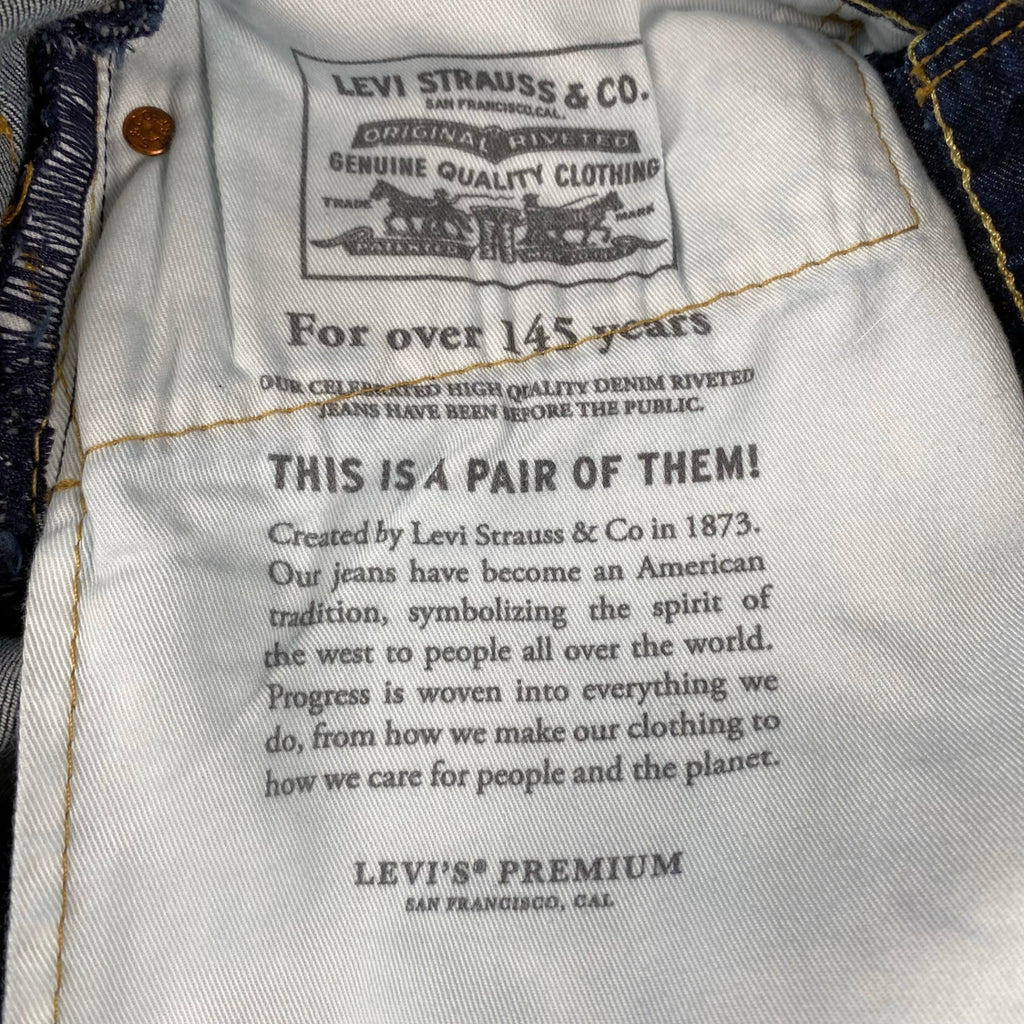 LEVI STRAUSS & CO.
SAN FRANCISCO, CAL.
ORIGINAL RIVETED
GENUINE QUALITY CLOTHING
TRADE MARK
For over 145 years
OUR CELEBRATED HIGH QUALITY DENIM RIVETED
JEANS HAVE BEEN BEFORE THE PUBLIC.
THIS IS A PAIR OF THEM!
Created by Levi Strauss & Co in 1873.
Our jeans have become an American
tradition, symbolizing the spirit of
the west to people all over the world.
Progress is woven into everything we
do, from how we make our clothing to
how we care for people and the planet.
LEVI'S® PREMIUM
SAN FRANCISCO, CAL